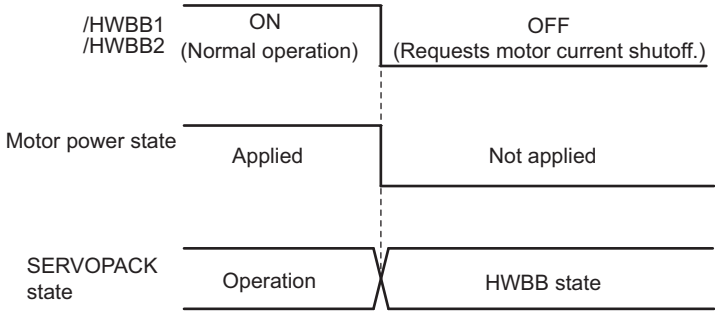 /HWBB1
/HWBB2
ON
(Normal operation)
OFF
(Requests motor current shutoff.)
Motor power state
Applied
Not applied
SERVOPACK
state
Operation
HWBB state